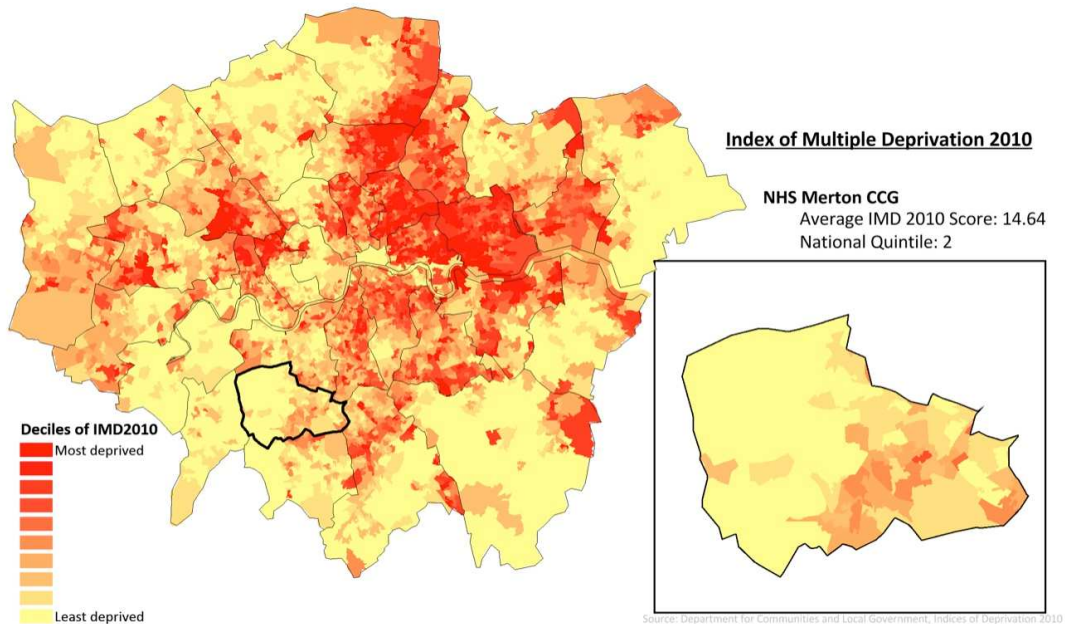 Index of Multiple Deprivation 2010
NHS Merton CCG
Average IMD 2010 Score: 14.64
National Quintile: 2
Deciles of IMD2010
Most deprived
Least deprived
Source: Department for Communities and Local Government, Indices of Deprivation 2010